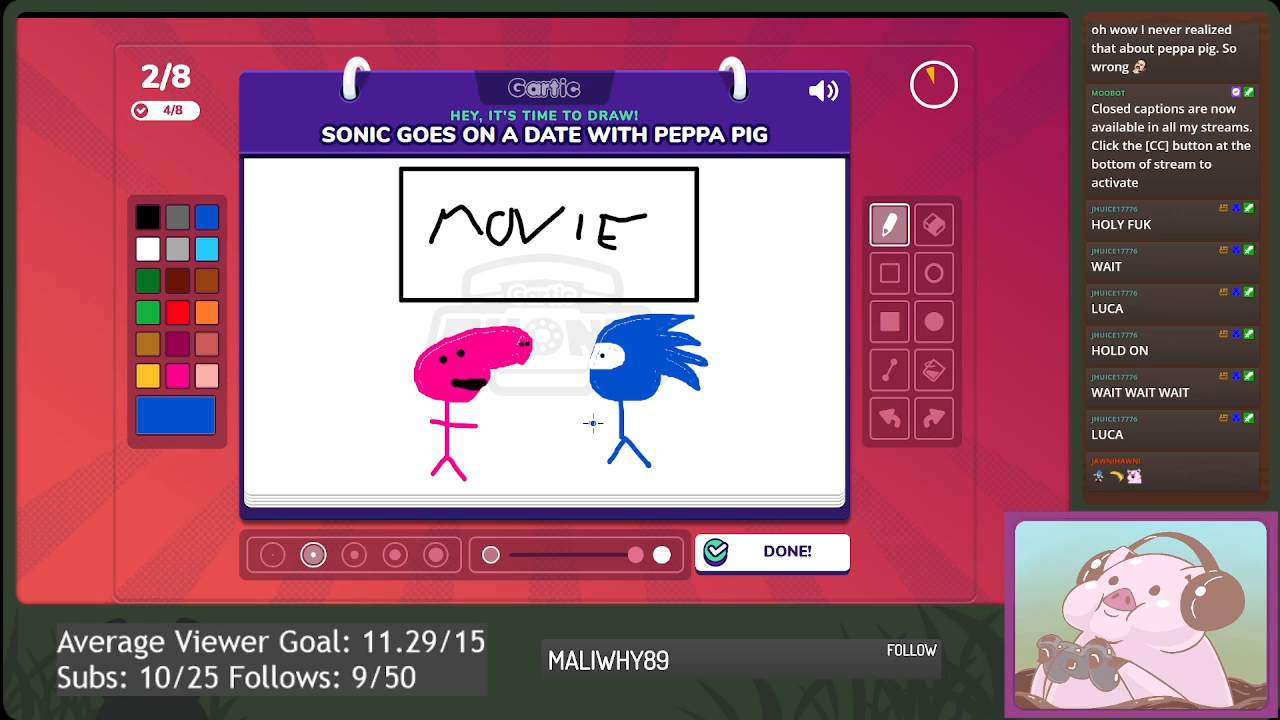 2/8
4/8
Gartic
HEY, IT'S TIME TO DRAW!
SONIC GOES ON A DATE WITH PEPPA PIG
MOVIE
Gartic
PHONE
DONE!
oh wow I never realized
that about peppa pig. So
wrong
MOOBOT
Closed captions are now
available in all my streams.
Click the [CC] button at the
bottom of stream to
activate
JHUICE17776
HOLY FUK
JHUICE17776
WAIT
JHUICE17776
LUCA
JHUICE17776
HOLD ON
JHUICE17776
WAIT WAIT WAIT
JHUICE17776
LUCA
JAWNIHAWNI
Average Viewer Goal: 11.29/15
Subs: 10/25 Follows: 9/50
MALIWHY89
FOLLOW